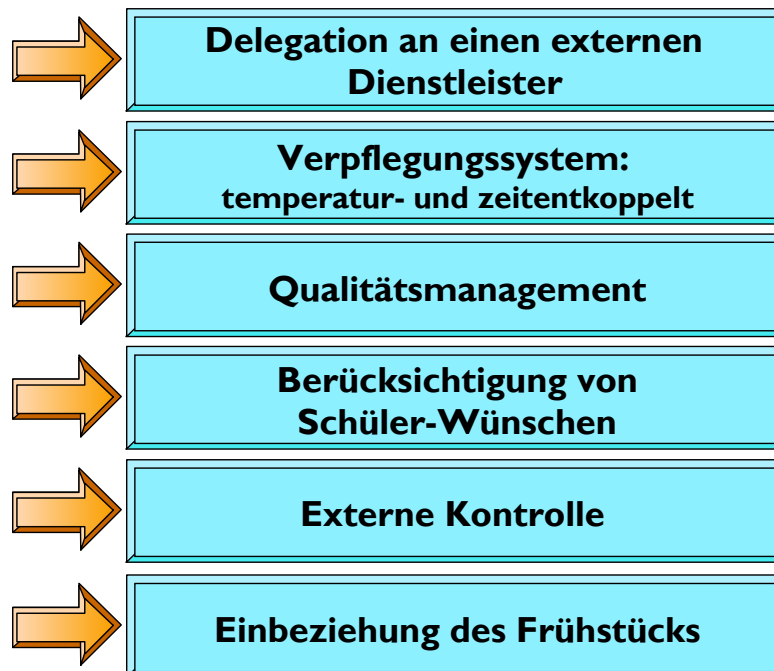 Delegation an einen externen
Dienstleister
Verpflegungssystem:
temperatur- und zeitentkoppelt
Qualitätsmanagement
Berücksichtigung von
Schüler-Wünschen
Externe Kontrolle
Einbeziehung des Frühstücks